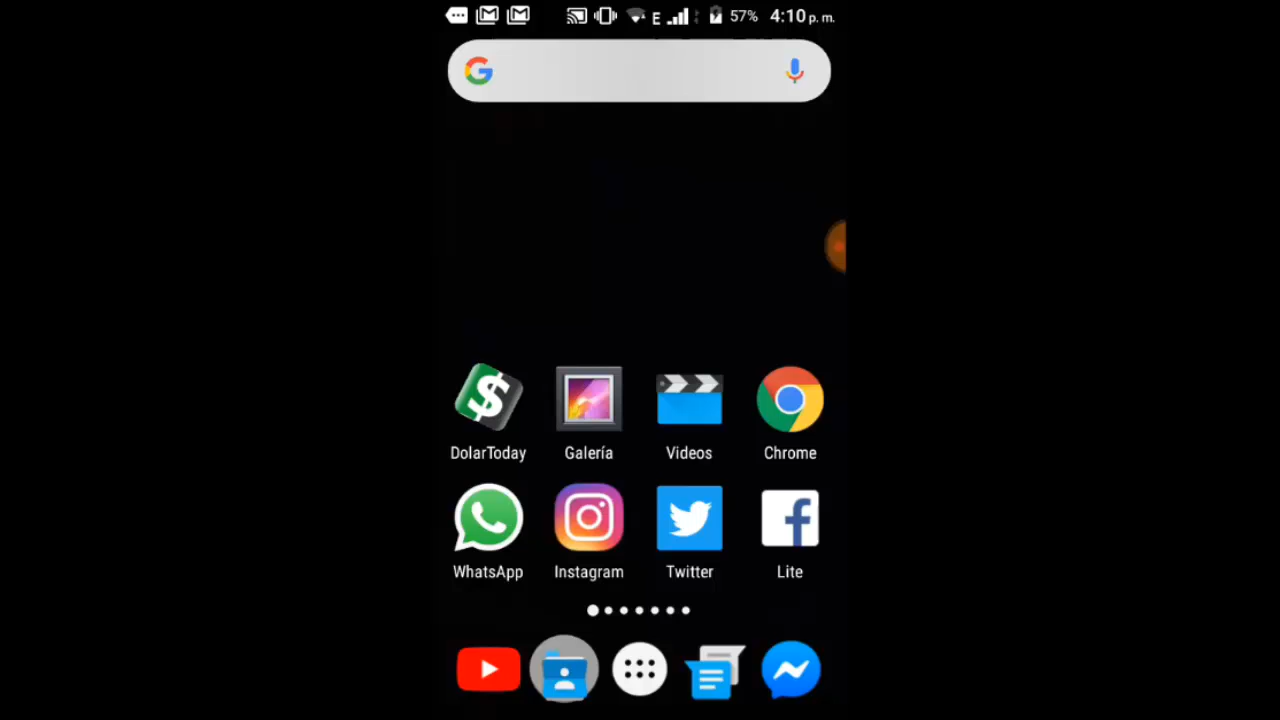 E 57% 4:10 p. m.
DolarToday Galería Videos Chrome
WhatsApp Instagram Twitter Lite